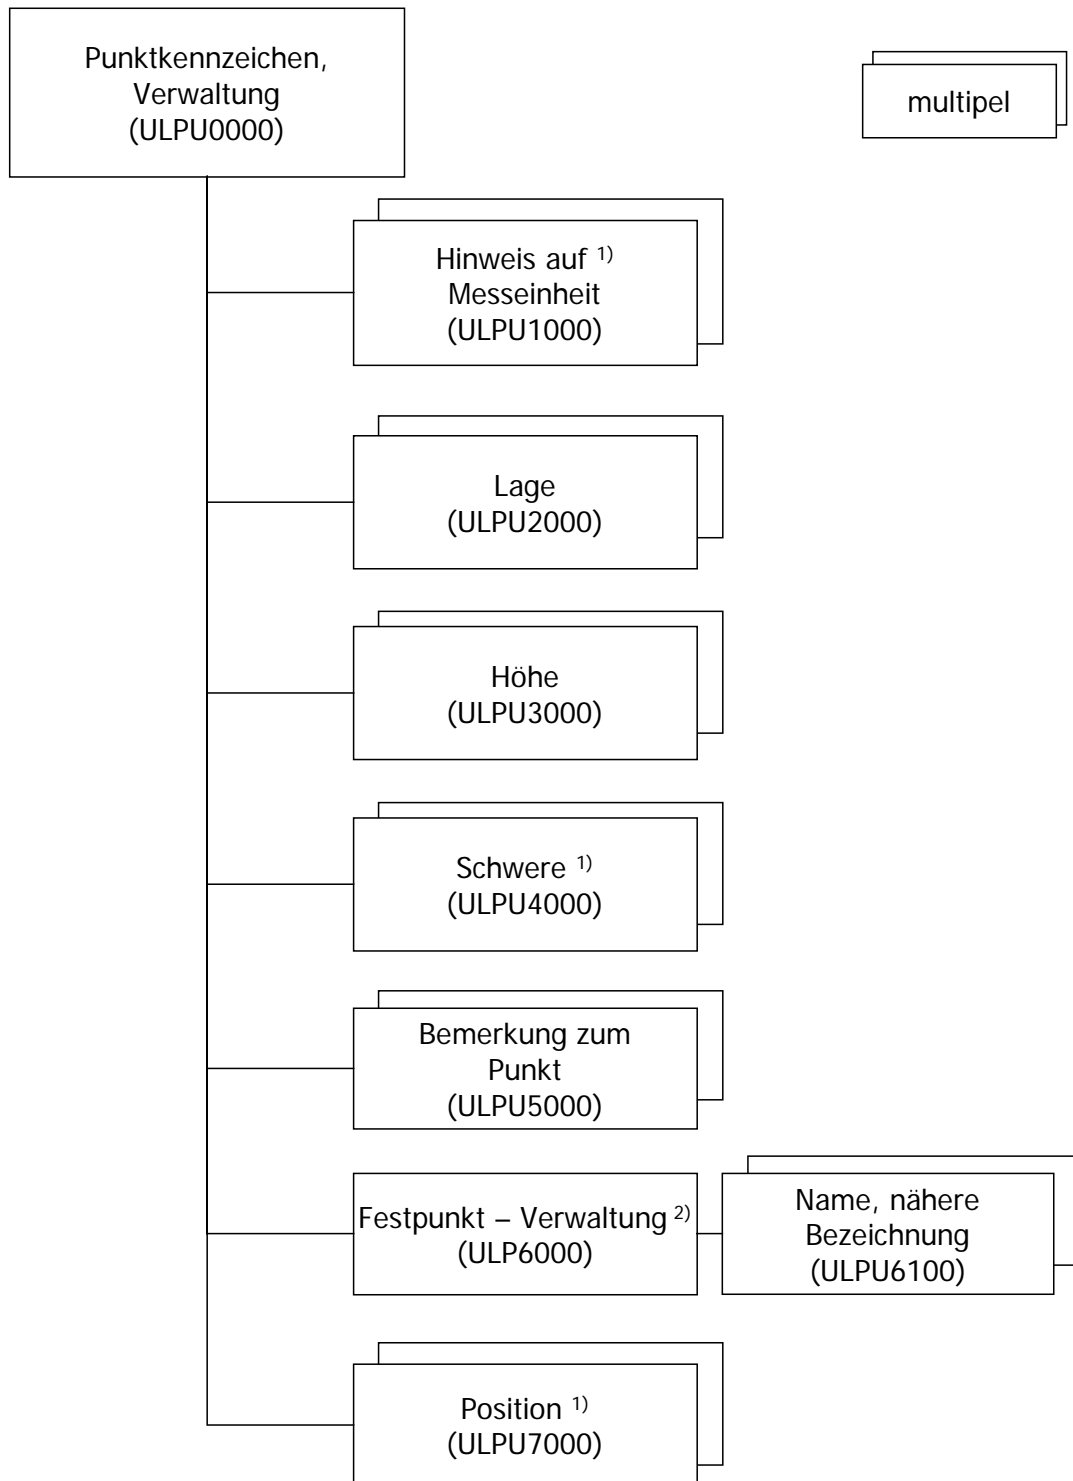 Punktkennzeichen,
Verwaltung
(ULPU0000)
multipel
Hinweis auf 1)
Messeinheit
(ULPU1000)
Lage
(ULPU2000)
Höhe
(ULPU3000)
Schwere 1)
(ULPU4000)
Bemerkung zum
Punkt
(ULPU5000)
Festpunkt – Verwaltung 2)
(ULP6000)
Name, nähere
Bezeichnung
(ULPU6100)
Position 1)
(ULPU7000)